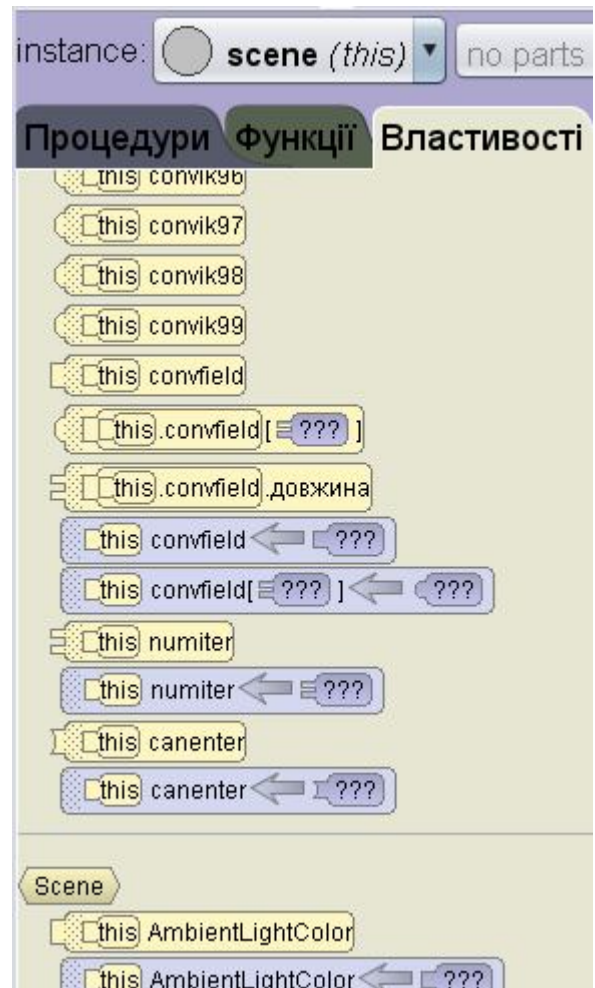 instance: scene (this) no parts
Процедури Функції Властивості
this convik96
this convik97
this convik98
this convik99
this convfield
this.convfield[ ??? ]
this.convfield.довжина
this convfield ???
this convfield[ ??? ] ???
this numiter
this numiter ???
this canenter
this canenter ???
Scene
this AmbientLightColor
this AmbientLightColor ???